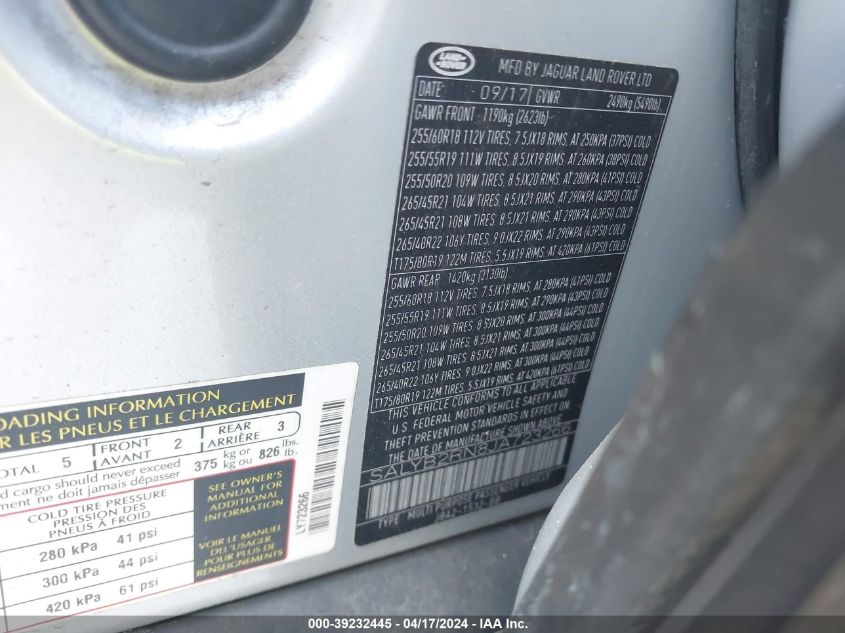 LAND ROVER
MFD BY JAGUAR LAND ROVER LTD
DATE 09/17 GVWR 2490kg (5490lb)
GAWR FRONT 1190kg (2623lb)
255/60R18 112V TIRES, 7.5JX18 RIMS, AT 250KPA (37PSI) COLD
255/55R19 111W TIRES, 8.5JX19 RIMS, AT 260KPA (38PSI) COLD
255/50R20 109W TIRES, 8.5JX20 RIMS, AT 280KPA (41PSI) COLD
265/45R21 104W TIRES, 8.5JX21 RIMS, AT 290KPA (43PSI) COLD
265/45R21 108W TIRES, 8.5JX21 RIMS, AT 290KPA (43PSI) COLD
265/40R22 106Y TIRES, 9.0JX22 RIMS, AT 290KPA (43PSI) COLD
T175/80R19 122M TIRES, 5.5JX19 RIMS, AT 420KPA (61PSI) COLD
GAWR REAR 1420kg (3130lb)
255/60R18 112V TIRES, 7.5JX18 RIMS, AT 280KPA (41PSI) COLD
255/55R19 111W TIRES, 8.5JX19 RIMS, AT 290KPA (43PSI) COLD
255/50R20 109W TIRES, 8.5JX20 RIMS, AT 300KPA (44PSI) COLD
265/45R21 104W TIRES, 8.5JX21 RIMS, AT 300KPA (44PSI) COLD
265/45R21 108W TIRES, 8.5JX21 RIMS, AT 300KPA (44PSI) COLD
265/40R22 106Y TIRES, 9.0JX22 RIMS, AT 300KPA (44PSI) COLD
T175/80R19 122M TIRES, 5.5JX19 RIMS, AT 420KPA (61PSI) COLD
THIS VEHICLE CONFORMS TO ALL APPLICABLE
U.S. FEDERAL MOTOR VEHICLE SAFETY AND
THEFT PREVENTION STANDARDS IN EFFECT ON
SALYB2RN8JA723266
TYPE MULTI PURPOSE PASSENGER VEHICLE
OADING INFORMATION
R LES PNEUS ET LE CHARGEMENT
TOTAL 5 FRONT AVANT 2 REAR ARRIÈRE 3
d cargo should never exceed 375 kg or 826 lbs.
ment ne doit jamais dépasser kg ou lb.
COLD TIRE PRESSURE
PRESSION DES
PNEUS À FROID
280 kPa 41 psi
300 kPa 44 psi
420 kPa 61 psi
SEE OWNER'S
MANUAL FOR
ADDITIONAL
INFORMATION
VOIR LE MANUEL
DEL'USAGER
POUR PLUS DE
RENSEIGNEMENTS
LY723266
000-39232445 - 04/17/2024 - IAA Inc.